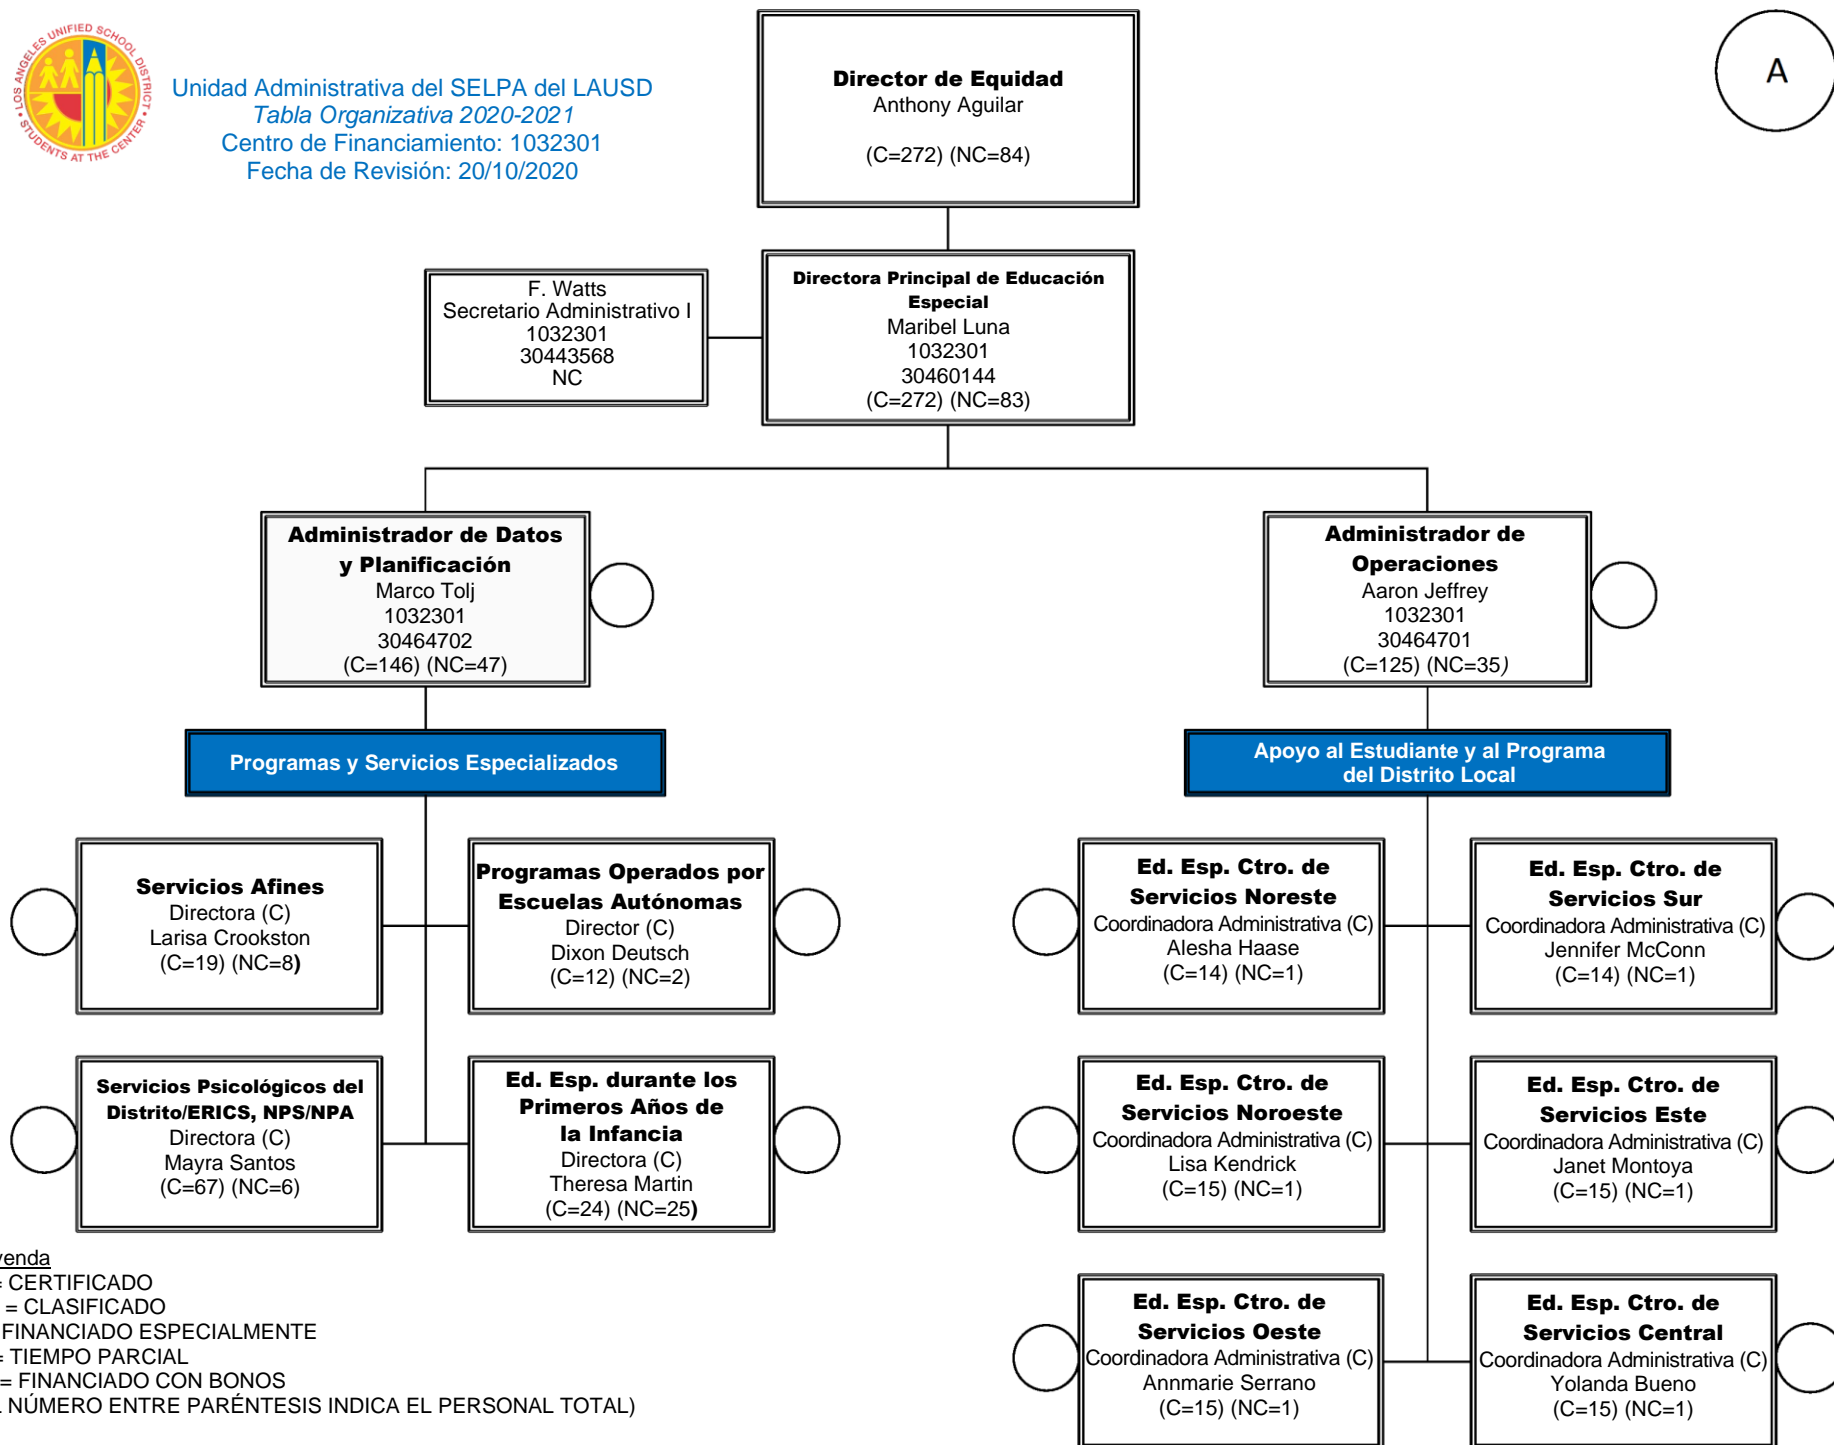 LOS ANGELES UNIFIED SCHOOL DISTRICT • STUDENTS AT THE CENTER •
Unidad Administrativa del SELPA del LAUSD
Tabla Organizativa 2020-2021
Centro de Financiamiento: 1032301
Fecha de Revisión: 20/10/2020
Director de Equidad
Anthony Aguilar
(C=272) (NC=84)
A
F. Watts
Secretario Administrativo I
1032301
30443568
NC
Directora Principal de Educación
Especial
Maribel Luna
1032301
30460144
(C=272) (NC=83)
Administrador de Datos
y Planificación
Marco Tolj
1032301
30464702
(C=146) (NC=47)
Administrador de
Operaciones
Aaron Jeffrey
1032301
30464701
(C=125) (NC=35)
Programas y Servicios Especializados
Apoyo al Estudiante y al Programa
del Distrito Local
Servicios Afines
Directora (C)
Larisa Crookston
(C=19) (NC=8)
Programas Operados por
Escuelas Autónomas
Director (C)
Dixon Deutsch
(C=12) (NC=2)
Ed. Esp. Ctro. de
Servicios Noreste
Coordinadora Administrativa (C)
Alesha Haase
(C=14) (NC=1)
Ed. Esp. Ctro. de
Servicios Sur
Coordinadora Administrativa (C)
Jennifer McConn
(C=14) (NC=1)
Servicios Psicológicos del
Distrito/ERICS, NPS/NPA
Directora (C)
Mayra Santos
(C=67) (NC=6)
Ed. Esp. durante los
Primeros Años de
la Infancia
Directora (C)
Theresa Martin
(C=24) (NC=25)
Ed. Esp. Ctro. de
Servicios Noroeste
Coordinadora Administrativa (C)
Lisa Kendrick
(C=15) (NC=1)
Ed. Esp. Ctro. de
Servicios Este
Coordinadora Administrativa (C)
Janet Montoya
(C=15) (NC=1)
Ed. Esp. Ctro. de
Servicios Oeste
Coordinadora Administrativa (C)
Annmarie Serrano
(C=15) (NC=1)
Ed. Esp. Ctro. de
Servicios Central
Coordinadora Administrativa (C)
Yolanda Bueno
(C=15) (NC=1)
yenda
= CERTIFICADO
= CLASIFICADO
FINANCIADO ESPECIALMENTE
= TIEMPO PARCIAL
= FINANCIADO CON BONOS
NÚMERO ENTRE PARÉNTESIS INDICA EL PERSONAL TOTAL)